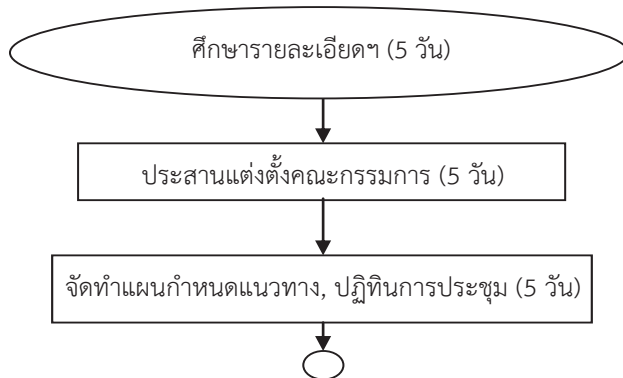 ศึกษารายละเอียดฯ (5 วัน)
ประสานแต่งตั้งคณะกรรมการ (5 วัน)
จัดทำแผนกำหนดแนวทาง, ปฏิทินการประชุม (5 วัน)